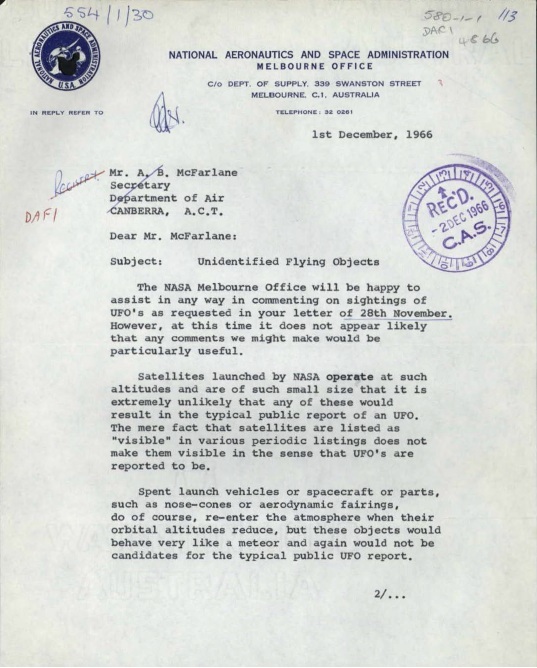 554/1/30
580-1-1
113
DAF1
NATIONAL AERONAUTICS AND SPACE ADMINISTRATION
U.S.A.
NATIONAL AERONAUTICS AND SPACE ADMINISTRATION
MELBOURNE OFFICE
C/o DEPT. OF SUPPLY, 339 SWANSTON STREET
MELBOURNE, C.1, AUSTRALIA
IN REPLY REFER TO
TELEPHONE: 32 0261
1st December, 1966
REGISTRY
Mr. A. B. McFarlane
Secretary
Department of Air
CANBERRA, A.C.T.
DAF1
REC'D.
-2 DEC 1966
C.A.S.
Dear Mr. McFarlane:
Subject: Unidentified Flying Objects
The NASA Melbourne Office will be happy to
assist in any way in commenting on sightings of
UFO's as requested in your letter of 28th November.
However, at this time it does not appear likely
that any comments we might make would be
particularly useful.
Satellites launched by NASA operate at such
altitudes and are of such small size that it is
extremely unlikely that any of these would
result in the typical public report of an UFO.
The mere fact that satellites are listed as
"visible" in various periodic listings does not
make them visible in the sense that UFO's are
reported to be.
Spent launch vehicles or spacecraft or parts,
such as nose-cones or aerodynamic fairings,
do of course, re-enter the atmosphere when their
orbital altitudes reduce, but these objects would
behave very like a meteor and again would not be
candidates for the typical public UFO report.
2/...